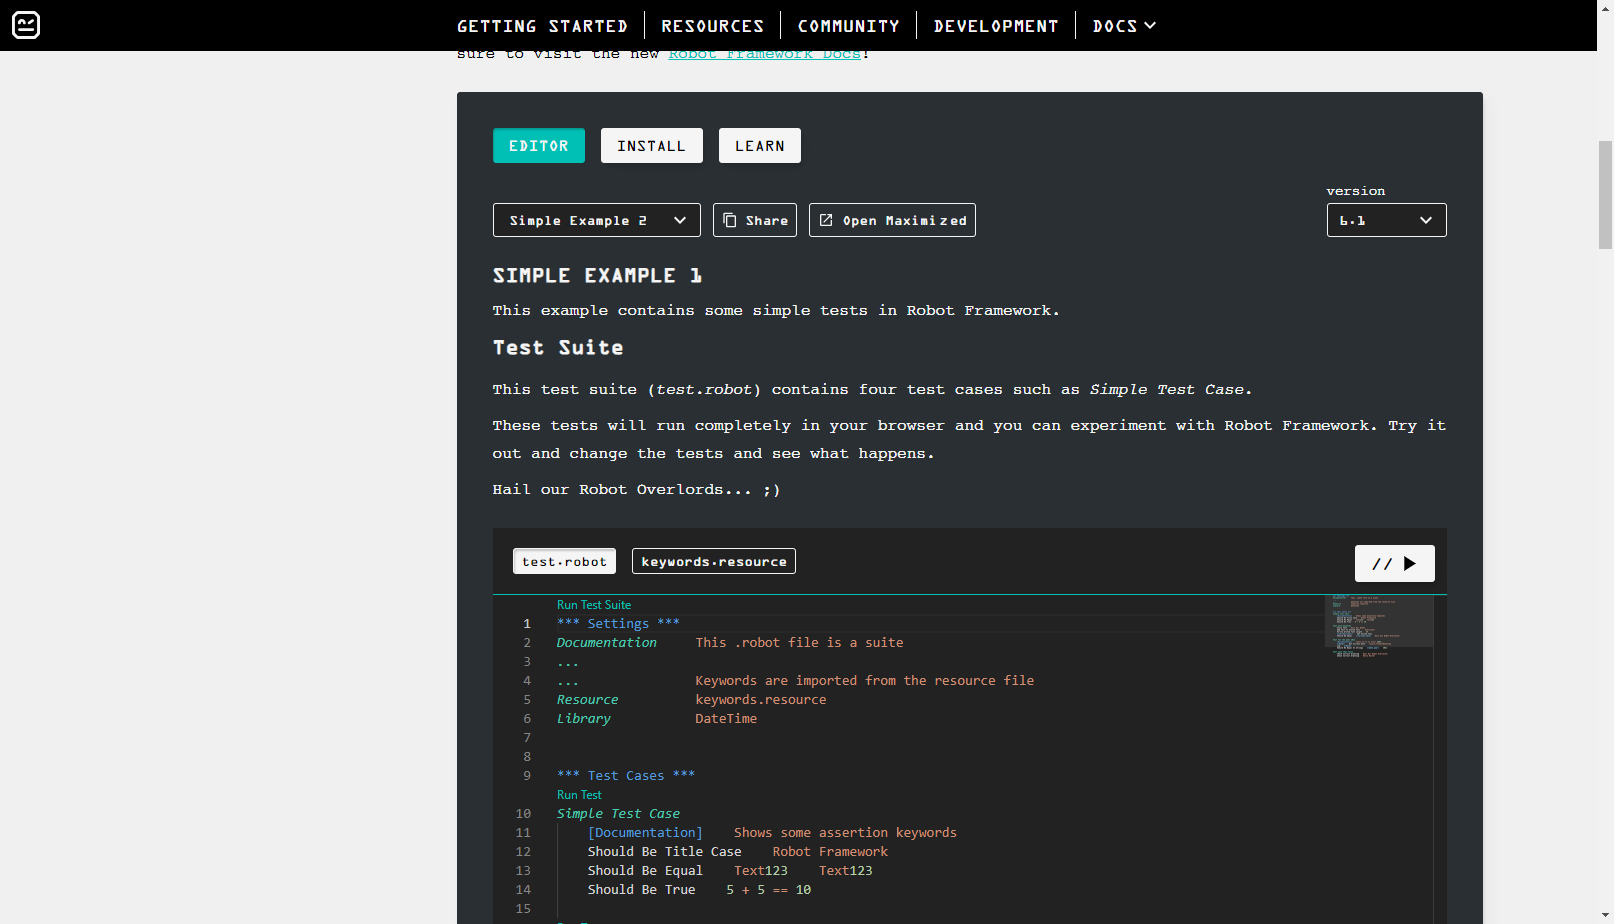 GETTING STARTED
RESOURCES
COMMUNITY
DEVELOPMENT
DOCS
sure to visit the new Robot Framework Docs!
EDITOR
INSTALL
LEARN
version
Simple Example 2
Share
Open Maximized
6.1
SIMPLE EXAMPLE 1
This example contains some simple tests in Robot Framework.
Test Suite
This test suite (test.robot) contains four test cases such as Simple Test Case.
These tests will run completely in your browser and you can experiment with Robot Framework. Try it
out and change the tests and see what happens.
Hail our Robot Overlords... ;)
test.robot
keywords.resource
//
Run Test Suite
1 *** Settings ***
2 Documentation This .robot file is a suite
3 ...
4 ... Keywords are imported from the resource file
5 Resource keywords.resource
6 Library DateTime
7
8
9 *** Test Cases ***
Run Test
10 Simple Test Case
11 [Documentation] Shows some assertion keywords
12 Should Be Title Case Robot Framework
13 Should Be Equal Text123 Text123
14 Should Be True 5 + 5 == 10
15